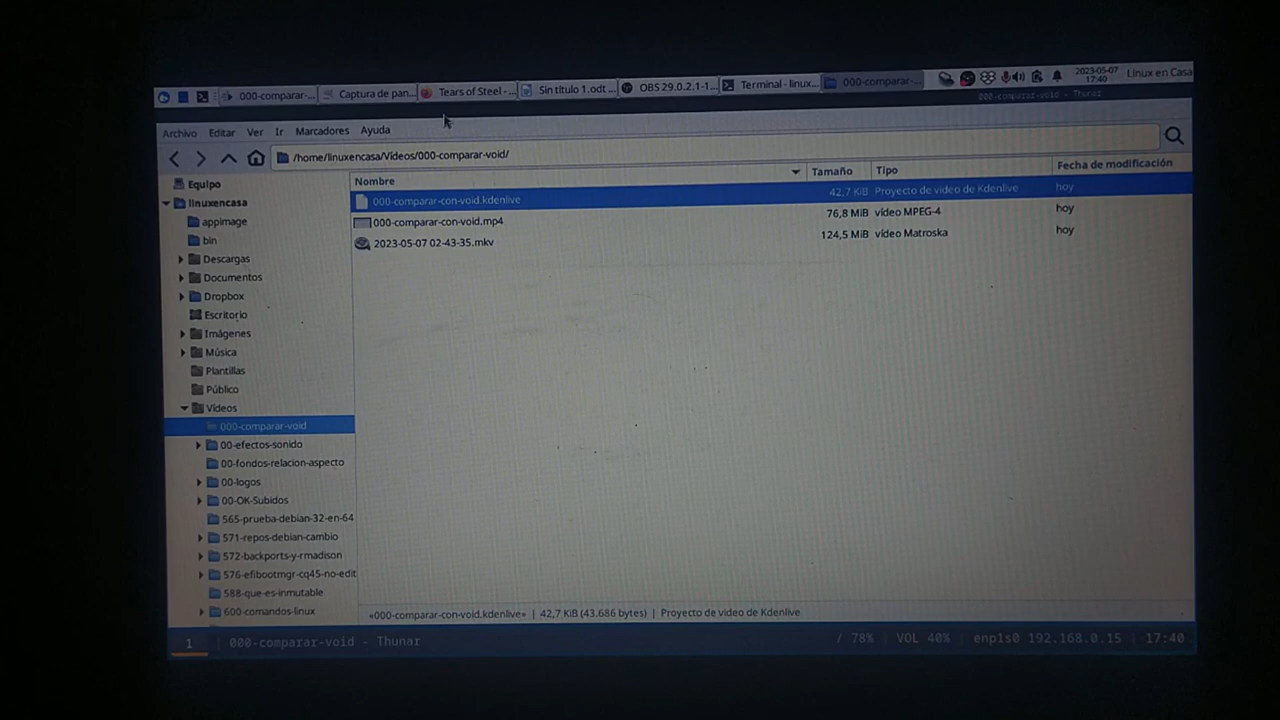 000-comparar-... Captura de pan... Tears of Steel - ... Sin título 1.odt ... OBS 29.0.2.1-1... Terminal - linux... 000-comparar-... 2023-05-07 17:40 Linux en Casa
000-comparar-void - Thunar
Archivo Editar Ver Ir Marcadores Ayuda
/home/linuxencasa/Vídeos/000-comparar-void/
Nombre Tamaño Tipo Fecha de modificación
000-comparar-con-void.kdenlive 42,7 KiB Proyecto de vídeo de Kdenlive hoy
000-comparar-con-void.mp4 76,8 MiB vídeo MPEG-4 hoy
2023-05-07 02-43-35.mkv 124,5 MiB vídeo Matroska hoy
Equipo
linuxencasa
appimage
bin
Descargas
Documentos
Dropbox
Escritorio
Imágenes
Música
Plantillas
Público
Vídeos
000-comparar-void
00-efectos-sonido
00-fondos-relacion-aspecto
00-logos
00-OK-Subidos
565-prueba-debian-32-en-64
571-repos-debian-cambio
572-backports-y-rmadison
576-efibootmgr-cq45-no-edit
588-que-es-inmutable
600-comandos-linux
«000-comparar-con-void.kdenlive» | 42,7 KiB (43.686 bytes) | Proyecto de vídeo de Kdenlive
1 000-comparar-void - Thunar / 78% | VOL 40% | enp1s0 192.168.0.15 | 17:40